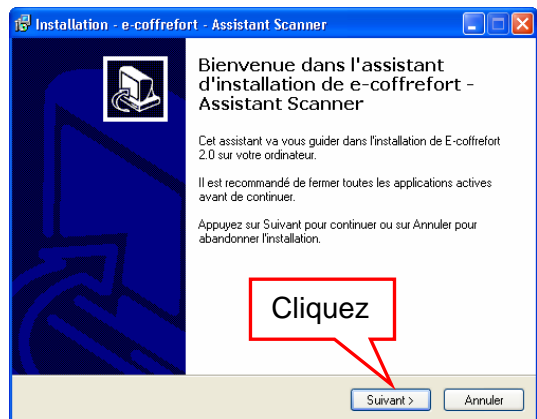 Installation - e-coffrefort - Assistant Scanner
Bienvenue dans l'assistant
d'installation de e-coffrefort -
Assistant Scanner
Cet assistant va vous guider dans l'installation de E-coffrefort
2.0 sur votre ordinateur.
Il est recommandé de fermer toutes les applications actives
avant de continuer.
Appuyez sur Suivant pour continuer ou sur Annuler pour
abandonner l'installation.
Cliquez
Suivant >
Annuler